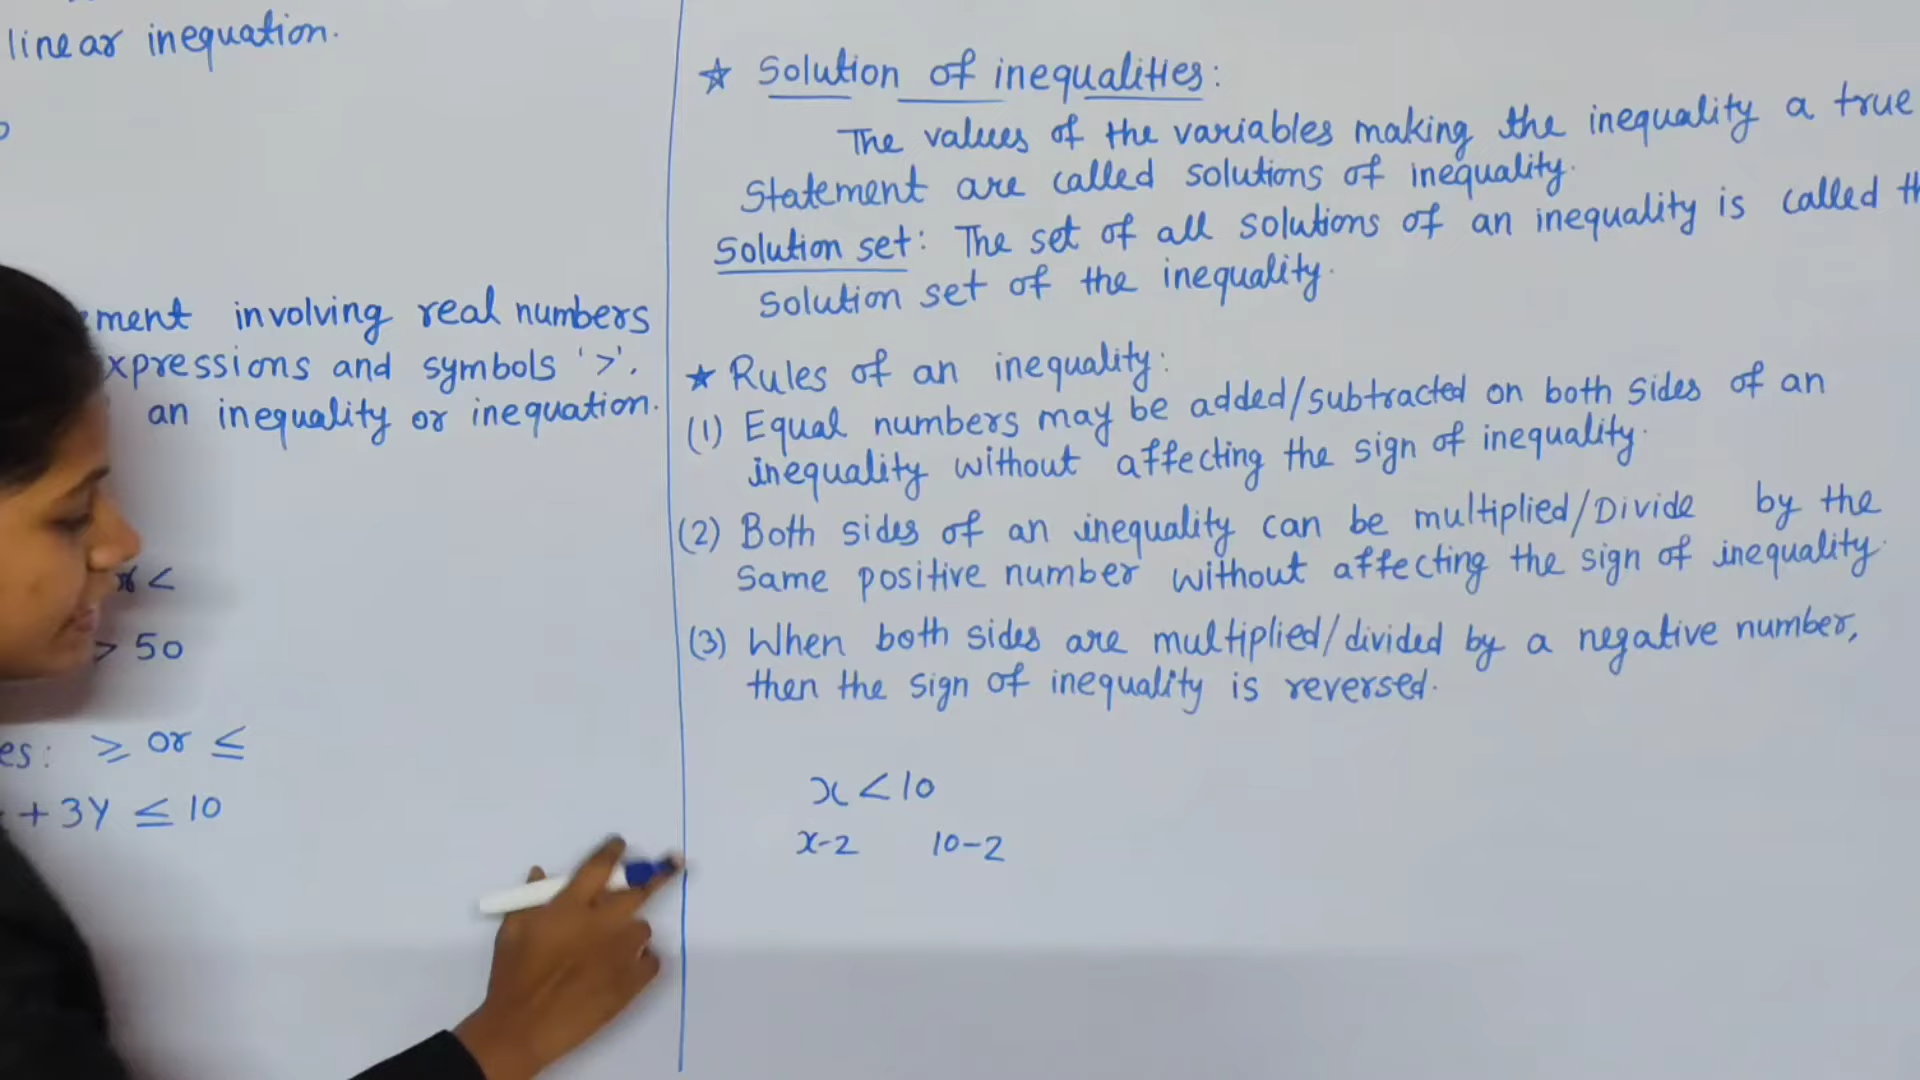 linear inequation.
ment involving real numbers
xpressions and symbols '>'.
an inequality or inequation.
x <
> 50
es: ≥ or ≤
+ 3y ≤ 10
☆ Solution of inequalities:
The values of the variables making the inequality a true
Statement are called solutions of inequality.
Solution set: The set of all solutions of an inequality is called th
Solution set of the inequality.
★ Rules of an inequality:
(1) Equal numbers may be added/subtracted on both sides of an
inequality without affecting the sign of inequality.
(2) Both sides of an inequality can be multiplied/Divide by the
same positive number without affecting the sign of inequality.
(3) When both sides are multiplied/divided by a negative number,
then the sign of inequality is reversed.
x < 10
x-2 10-2